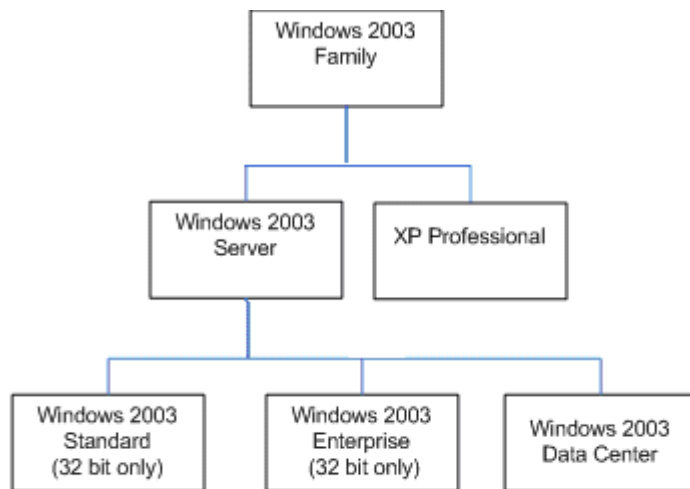 Windows 2003
Family
Windows 2003
Server
XP Professional
Windows 2003
Standard
(32 bit only)
Windows 2003
Enterprise
(32 bit only)
Windows 2003
Data Center